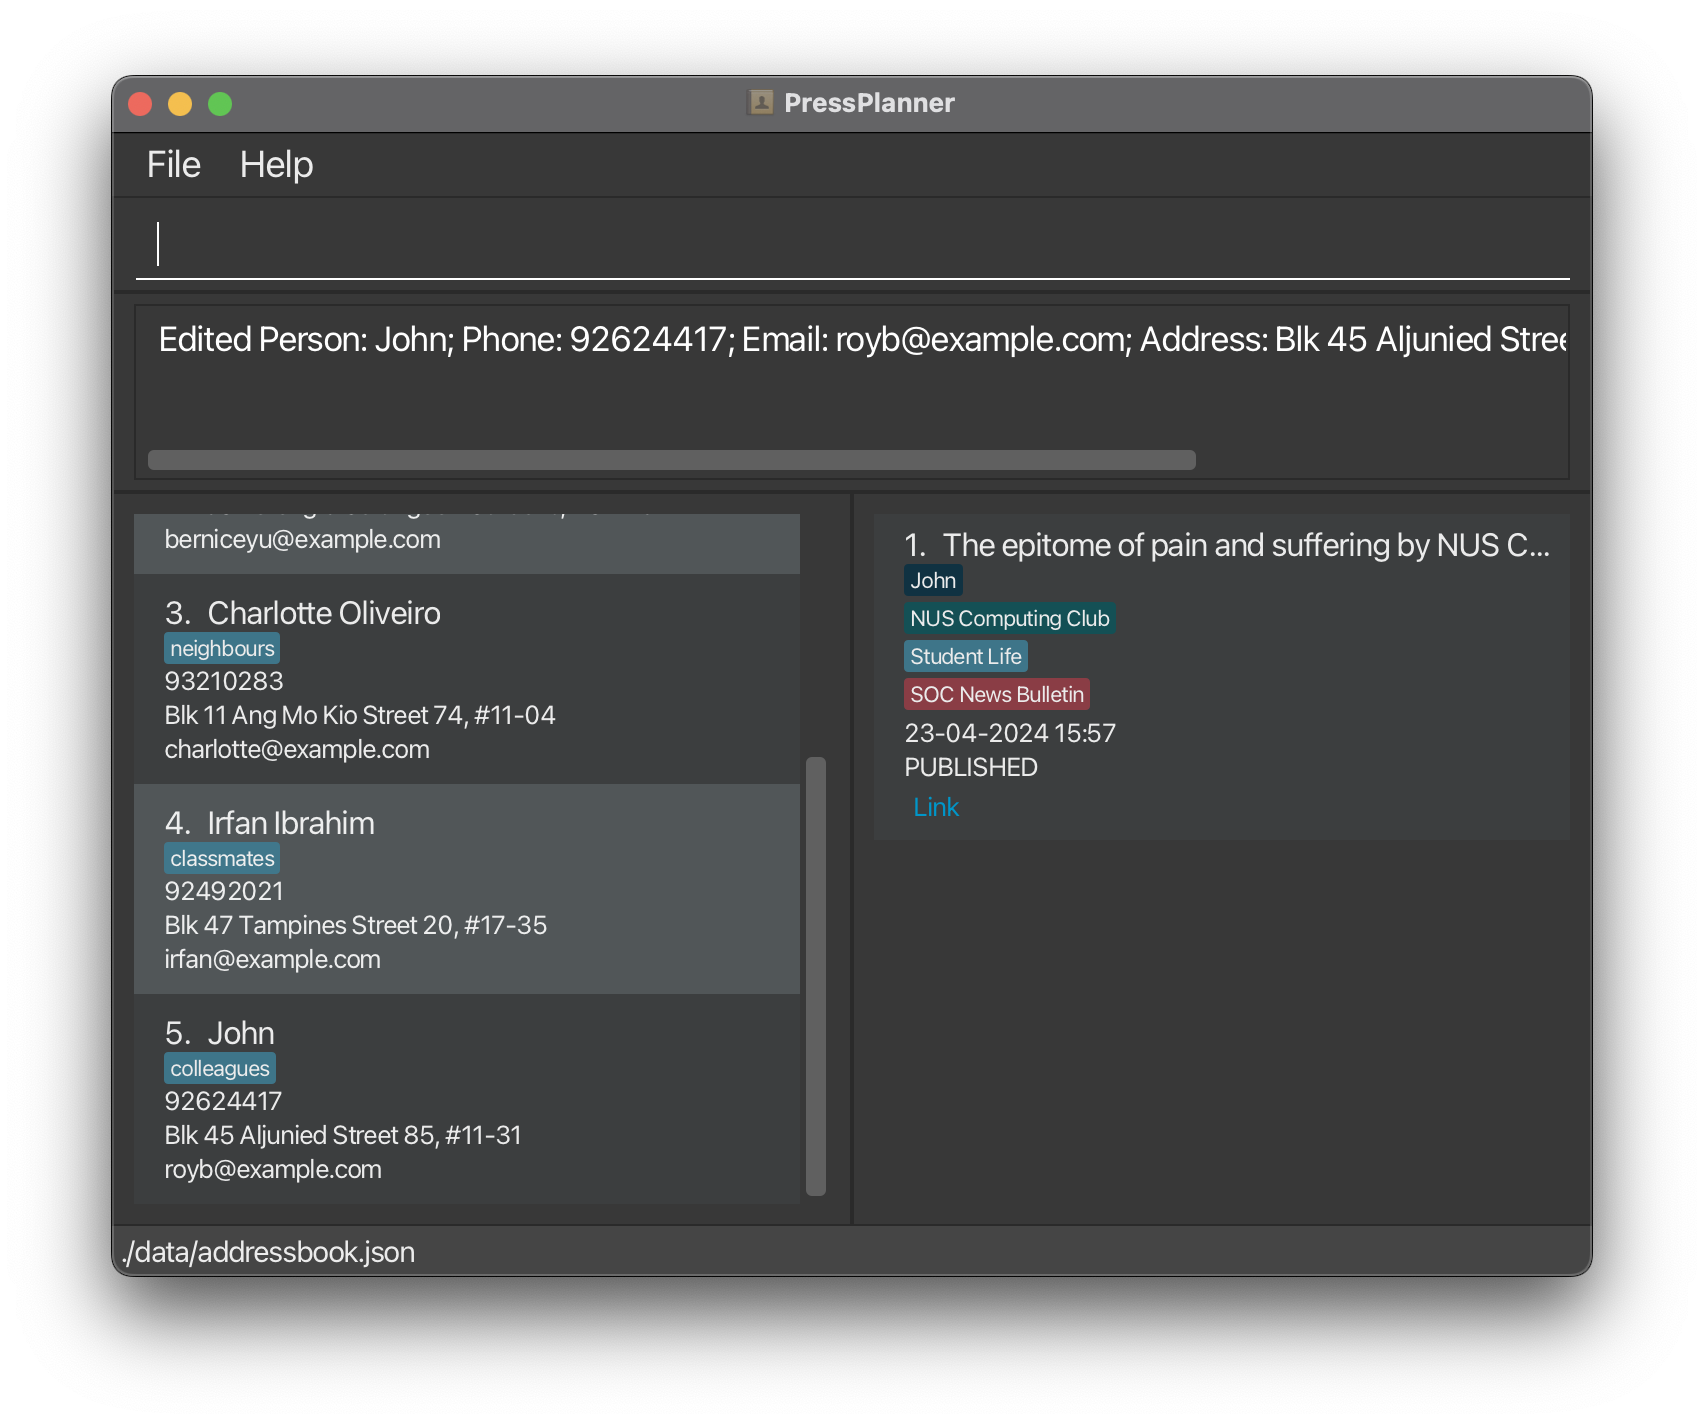 PressPlanner
File Help
Edited Person: John; Phone: 92624417; Email: royb@example.com; Address: Blk 45 Aljunied Stree
berniceyu@example.com
3. Charlotte Oliveiro
neighbours
93210283
Blk 11 Ang Mo Kio Street 74, #11-04
charlotte@example.com
4. Irfan Ibrahim
classmates
92492021
Blk 47 Tampines Street 20, #17-35
irfan@example.com
5. John
colleagues
92624417
Blk 45 Aljunied Street 85, #11-31
royb@example.com
1. The epitome of pain and suffering by NUS C...
John
NUS Computing Club
Student Life
SOC News Bulletin
23-04-2024 15:57
PUBLISHED
Link
./data/addressbook.json